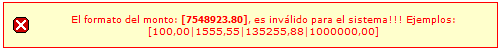 El formato del monto: [7548923.80], es inválido para el sistema!!! Ejemplos:
[100,00|1555,55|135255,88|1000000,00]